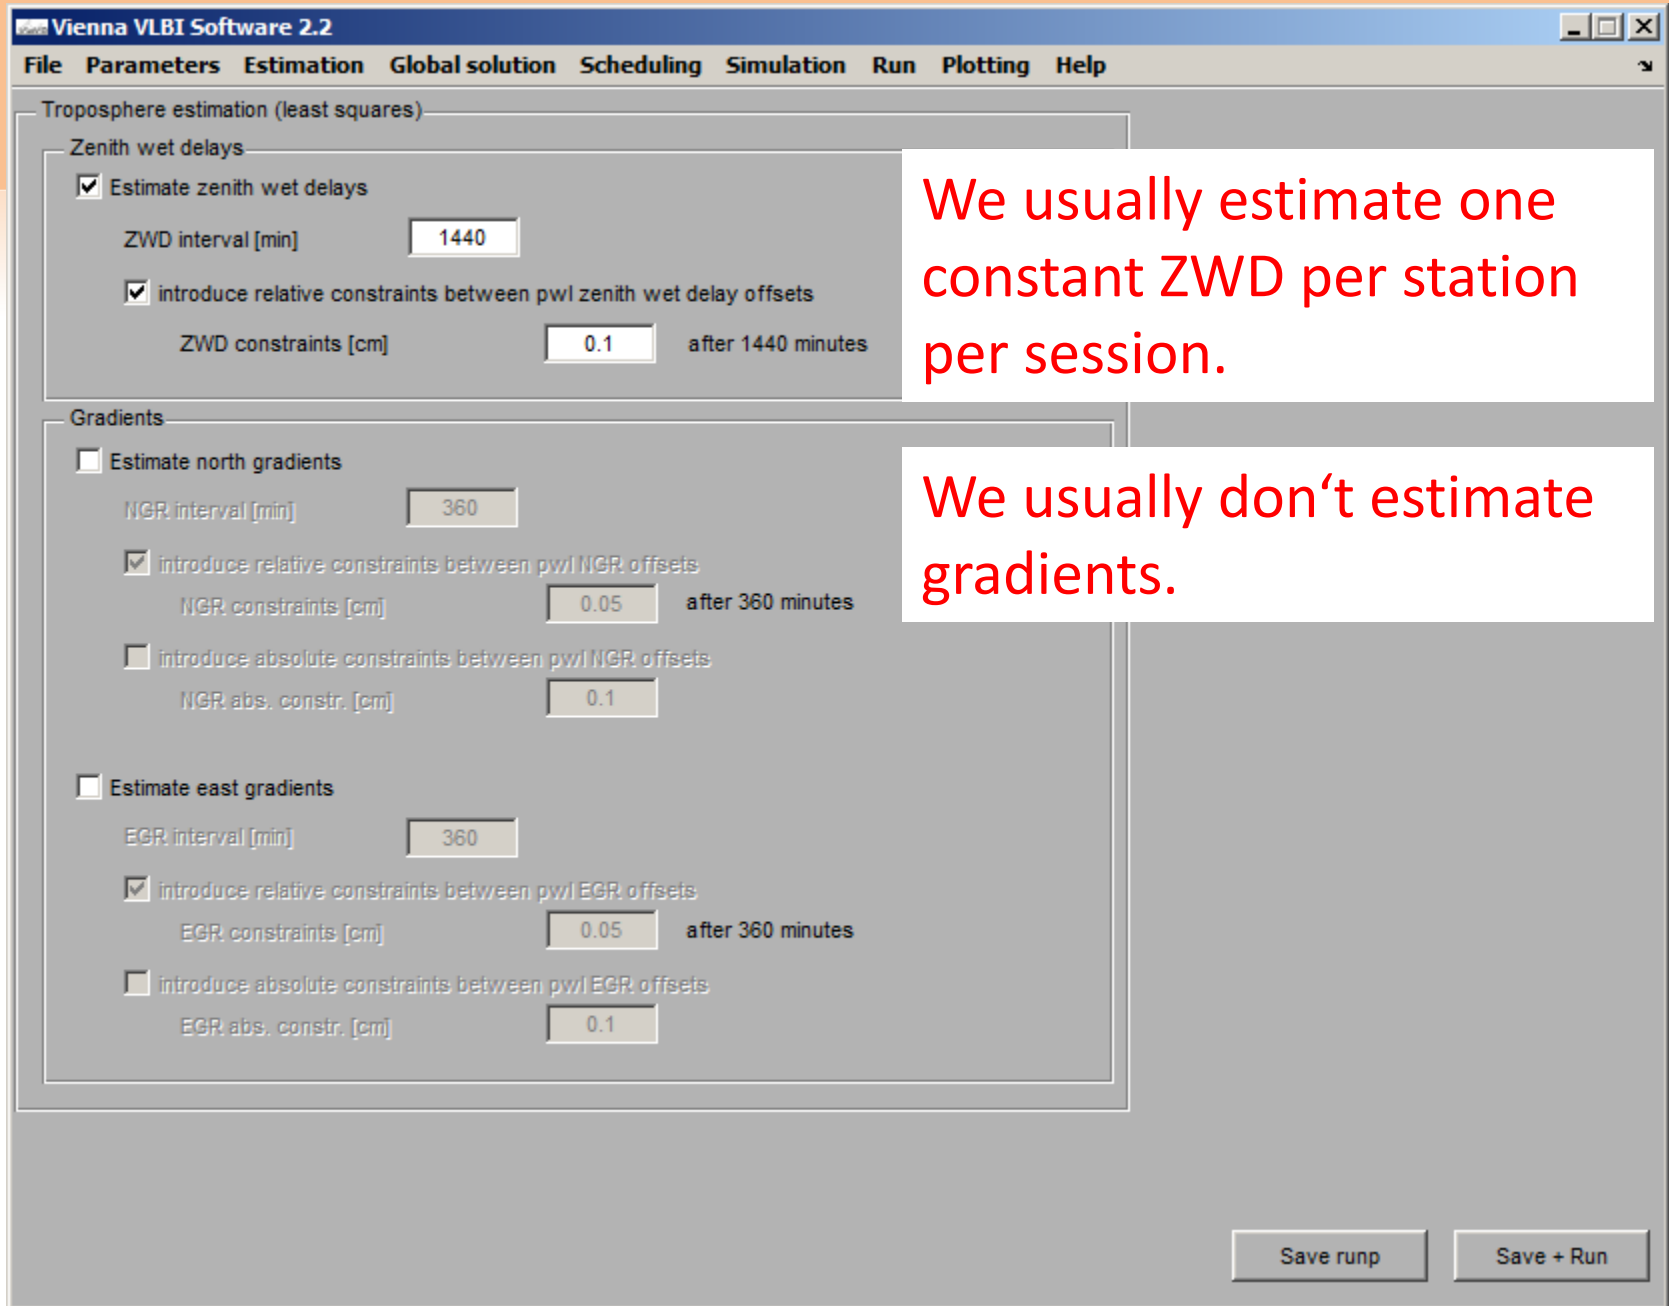 Vienna VLBI Software 2.2
File Parameters Estimation Global solution Scheduling Simulation Run Plotting Help
Troposphere estimation (least squares)
Zenith wet delays
Estimate zenith wet delays
ZWD interval [min] 1440
introduce relative constraints between pwl zenith wet delay offsets
ZWD constraints [cm] 0.1 after 1440 minutes
We usually estimate one
constant ZWD per station
per session.
Gradients
Estimate north gradients
NGR interval [min] 360
introduce relative constraints between pwl NGR offsets
NGR constraints [cm] 0.05 after 360 minutes
introduce absolute constraints between pwl NGR offsets
NGR abs. constr. [cm] 0.1
We usually don‘t estimate
gradients.
Estimate east gradients
EGR interval [min] 360
introduce relative constraints between pwl EGR offsets
EGR constraints [cm] 0.05 after 360 minutes
introduce absolute constraints between pwl EGR offsets
EGR abs. constr. [cm] 0.1
Save runp Save + Run